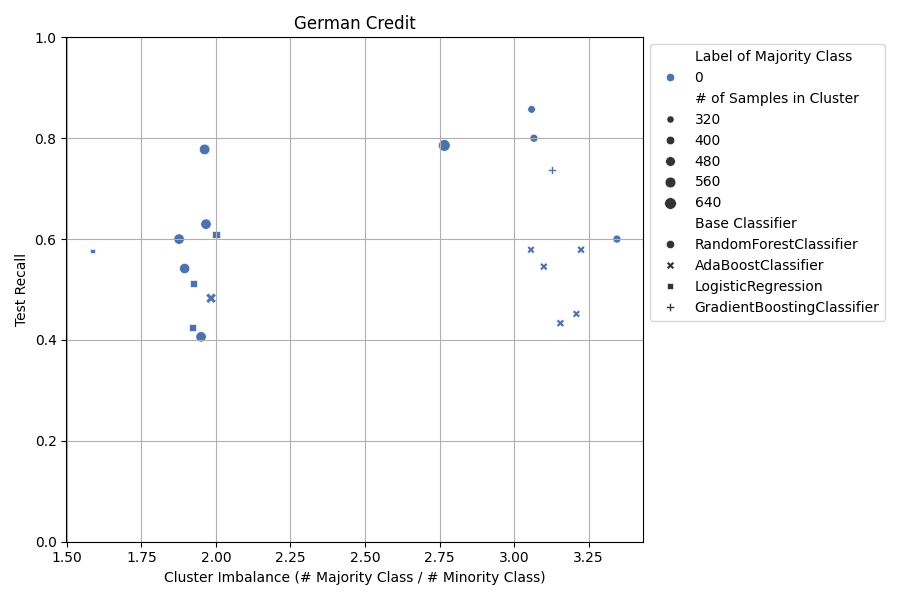 German Credit
1.0
0.8
0.6
0.4
0.2
0.0
Test Recall
1.50 1.75 2.00 2.25 2.50 2.75 3.00 3.25
Cluster Imbalance (# Majority Class / # Minority Class)
Label of Majority Class
0
# of Samples in Cluster
320
400
480
560
640
Base Classifier
RandomForestClassifier
AdaBoostClassifier
LogisticRegression
GradientBoostingClassifier